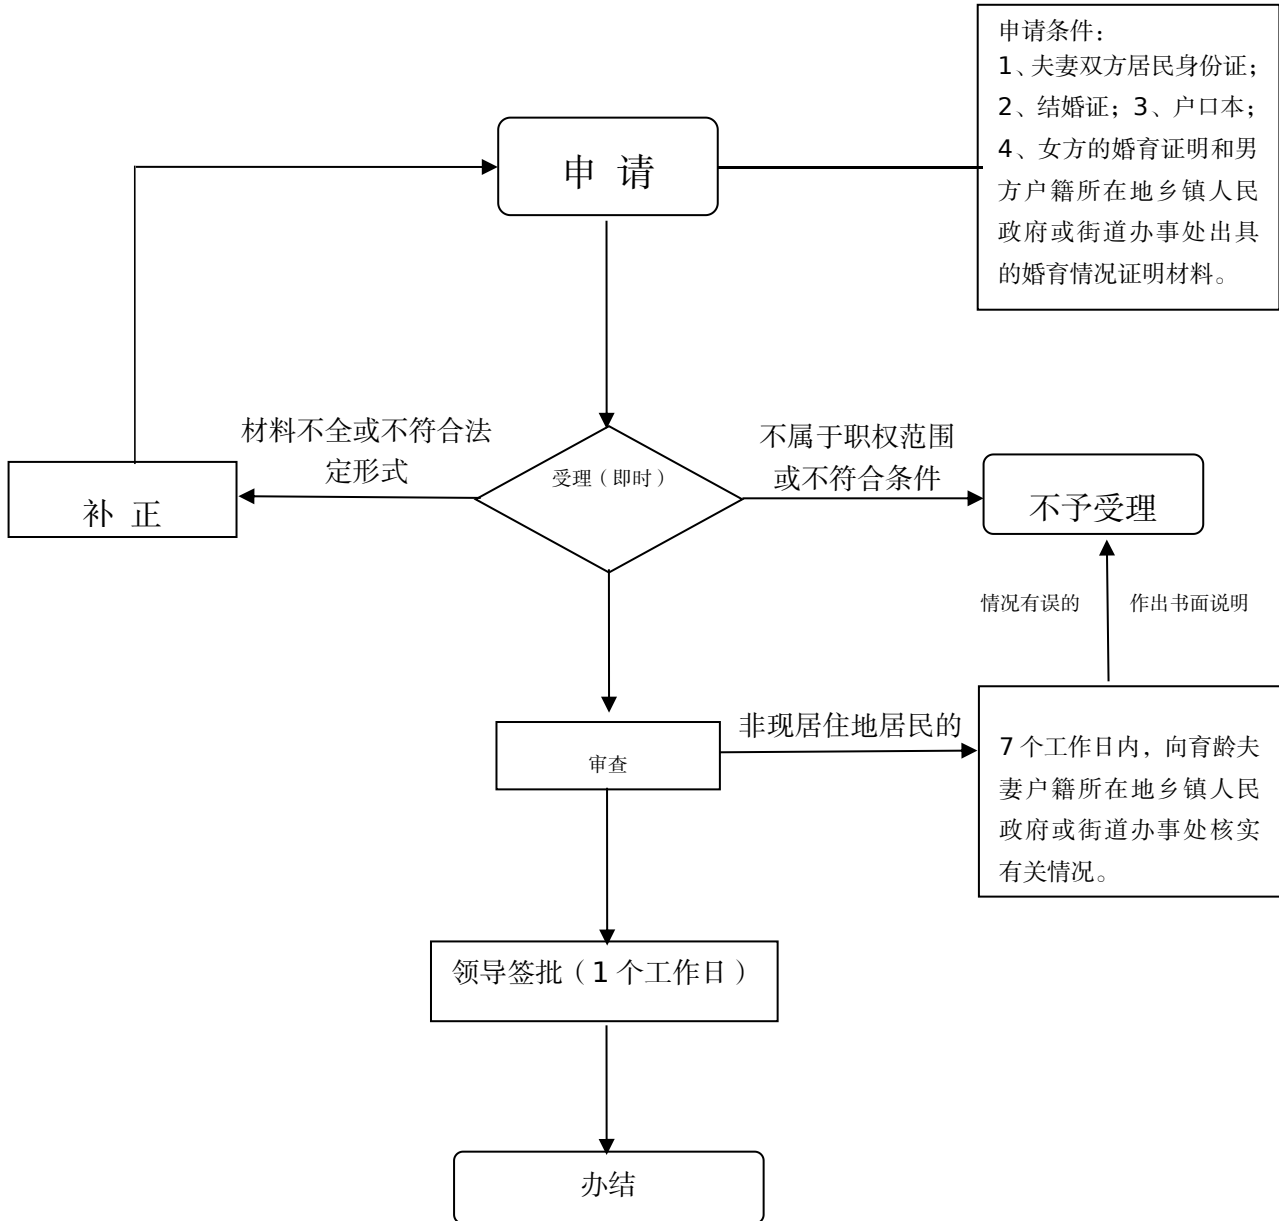 申请条件：
1、夫妻双方居民身份证；
2、结婚证；3、户口本；
4、女方的婚育证明和男
方户籍所在地乡镇人民
政府或街道办事处出具
的婚育情况证明材料。
申 请
材料不全或不符合法
定形式
不属于职权范围
或不符合条件
受理（即时）
补 正
不予受理
情况有误的
作出书面说明
非现居住地居民的
审查
7 个工作日内，向育龄夫
妻户籍所在地乡镇人民
政府或街道办事处核实
有关情况。
领导签批（1 个工作日）
办结